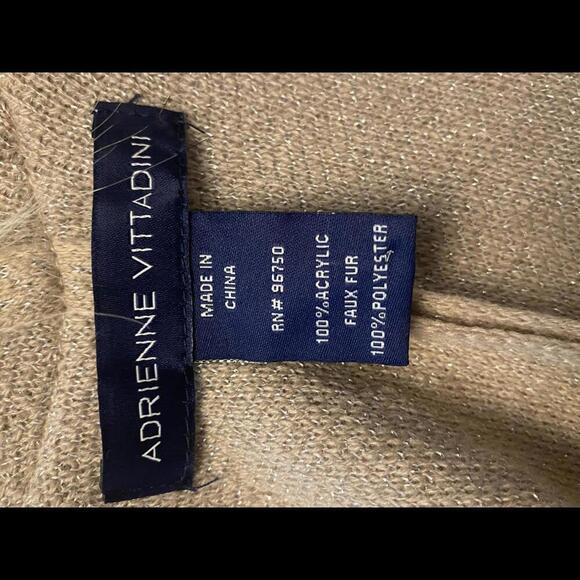 ADRIENNE VITTADINI
MADE IN
CHINA
RN# 96750
100%ACRYLIC
FAUX FUR
100%POLYESTER